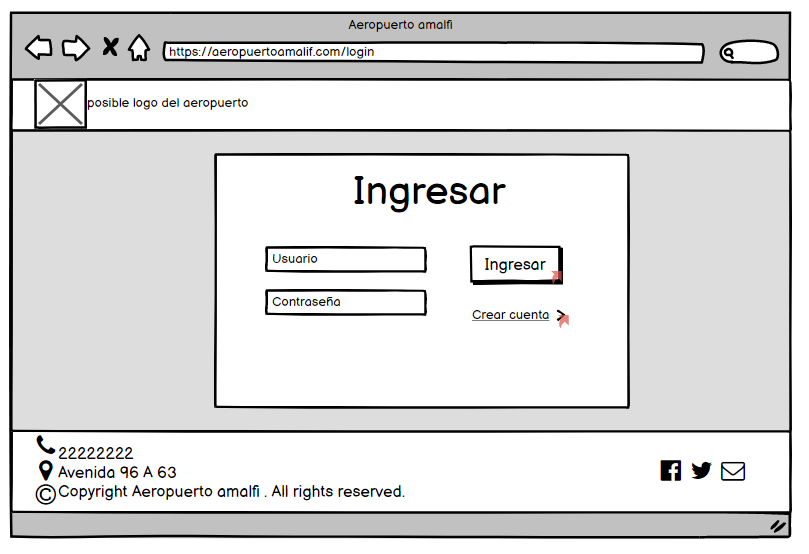 Aeropuerto amalfi
https://aeropuertoamalif.com/login
posible logo del aeropuerto
Ingresar
Usuario
Ingresar
Contraseña
Crear cuenta
22222222
Avenida 96 A 63
© Copyright Aeropuerto amalfi . All rights reserved.